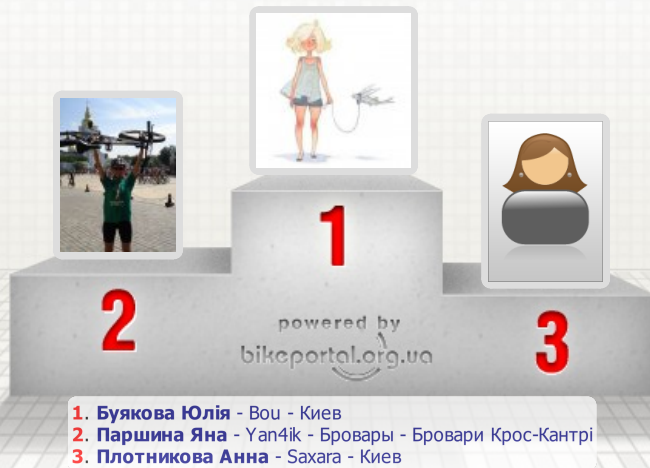 1
2
3
powered by
bikeportal.org.ua
1. Буякова Юлія - Bou - Киев
2. Паршина Яна - Yan4ik - Бровары - Бровари Крос-Кантрі
3. Плотникова Анна - Saxara - Киев